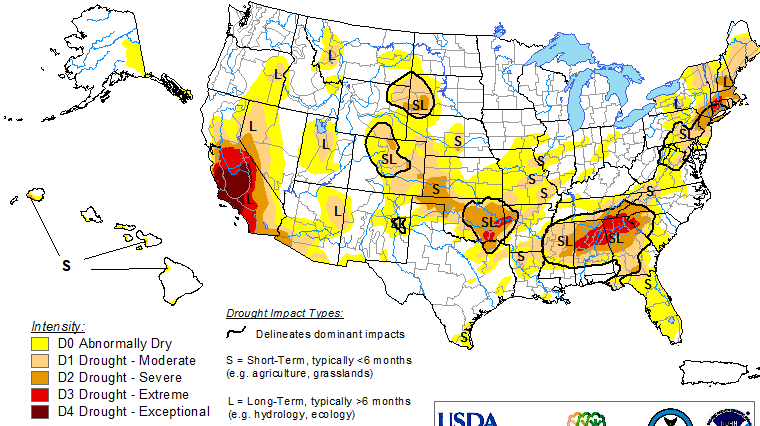 L
L
L
L
L
L
L
SL
SL
SL
SL
SL
SL
S
S
S
S
S
S
S
S
S
S
Intensity:
D0 Abnormally Dry
D1 Drought - Moderate
D2 Drought - Severe
D3 Drought - Extreme
D4 Drought - Exceptional
Drought Impact Types:
Delineates dominant impacts
S = Short-Term, typically <6 months
(e.g. agriculture, grasslands)
L = Long-Term, typically >6 months
(e.g. hydrology, ecology)
USDA